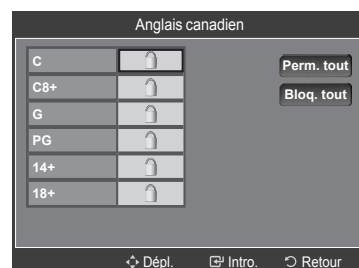 Anglais canadien
C
Perm. tout
C8+
Bloq. tout
G
PG
14+
18+
Dépl. Intro. Retour